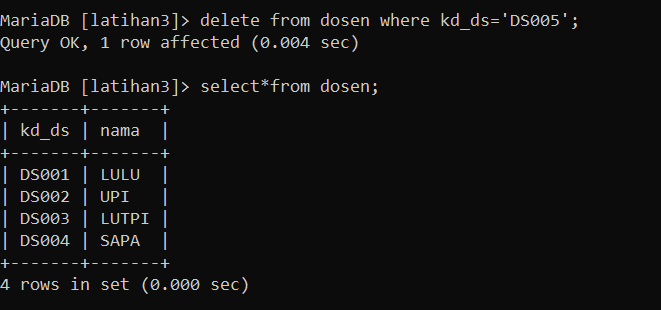 MariaDB [latihan3]> delete from dosen where kd_ds='DS005';
Query OK, 1 row affected (0.004 sec)
MariaDB [latihan3]> select*from dosen;
+-------+-------+
| kd_ds | nama  |
+-------+-------+
| DS001 | LULU  |
| DS002 | UPI   |
| DS003 | LUTPI |
| DS004 | SAPA  |
+-------+-------+
4 rows in set (0.000 sec)